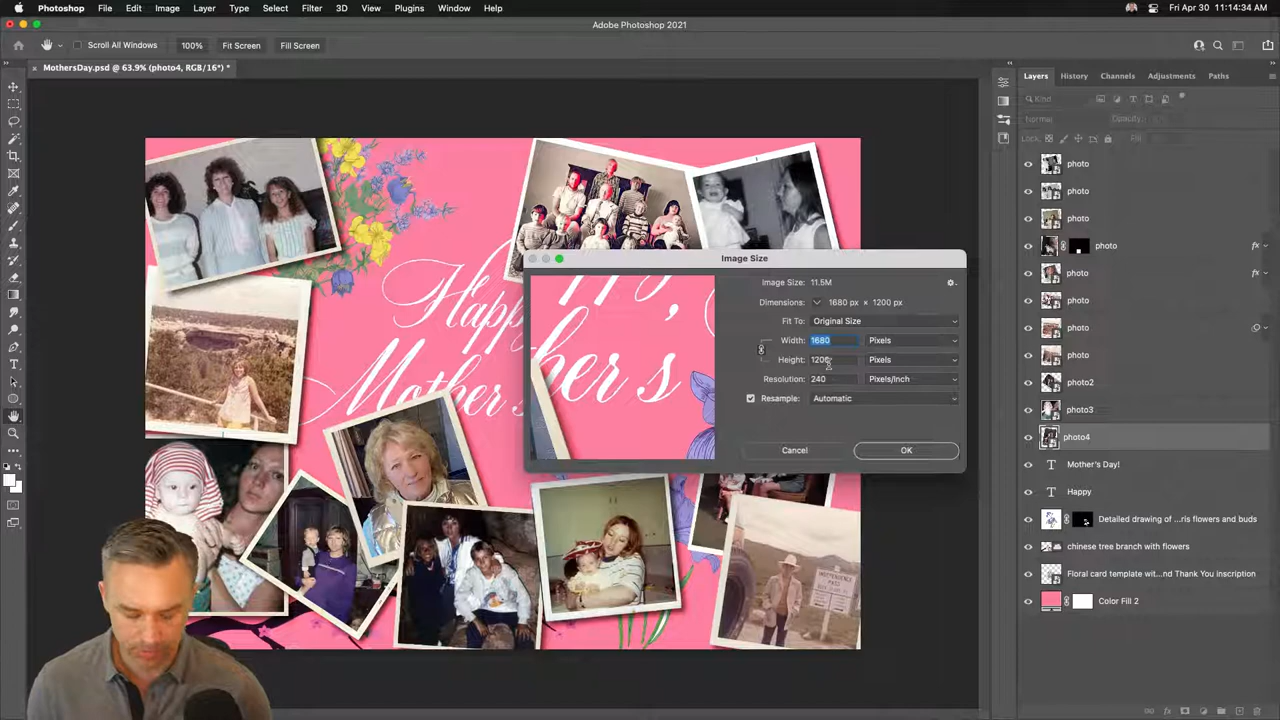 Photoshop File Edit Image Layer Type Select Filter 3D View Plugins Window Help Fri Apr 30 11:14:34 AM
Adobe Photoshop 2021
Scroll All Windows 100% Fit Screen Fill Screen
MothersDay.psd @ 63.9% (photo4, RGB/16*) *
Layers History Channels Adjustments Paths
Kind
Normal Opacity:
Lock: Fill:
photo
photo
photo
photo fx
photo fx
photo
photo
photo
photo2
photo3
photo4
Mother's Day!
Happy
Detailed drawing of ...ris flowers and buds
chinese tree branch with flowers
Floral card template wit...nd Thank You inscription
Color Fill 2
Happy
Mother's
Image Size
Image Size: 11.5M
Dimensions: 1680 px × 1200 px
Fit To: Original Size
Width: 1680 Pixels
Height: 1200 Pixels
Resolution: 240 Pixels/Inch
Resample: Automatic
Cancel OK
her's
INDEPENDENCE
PASS